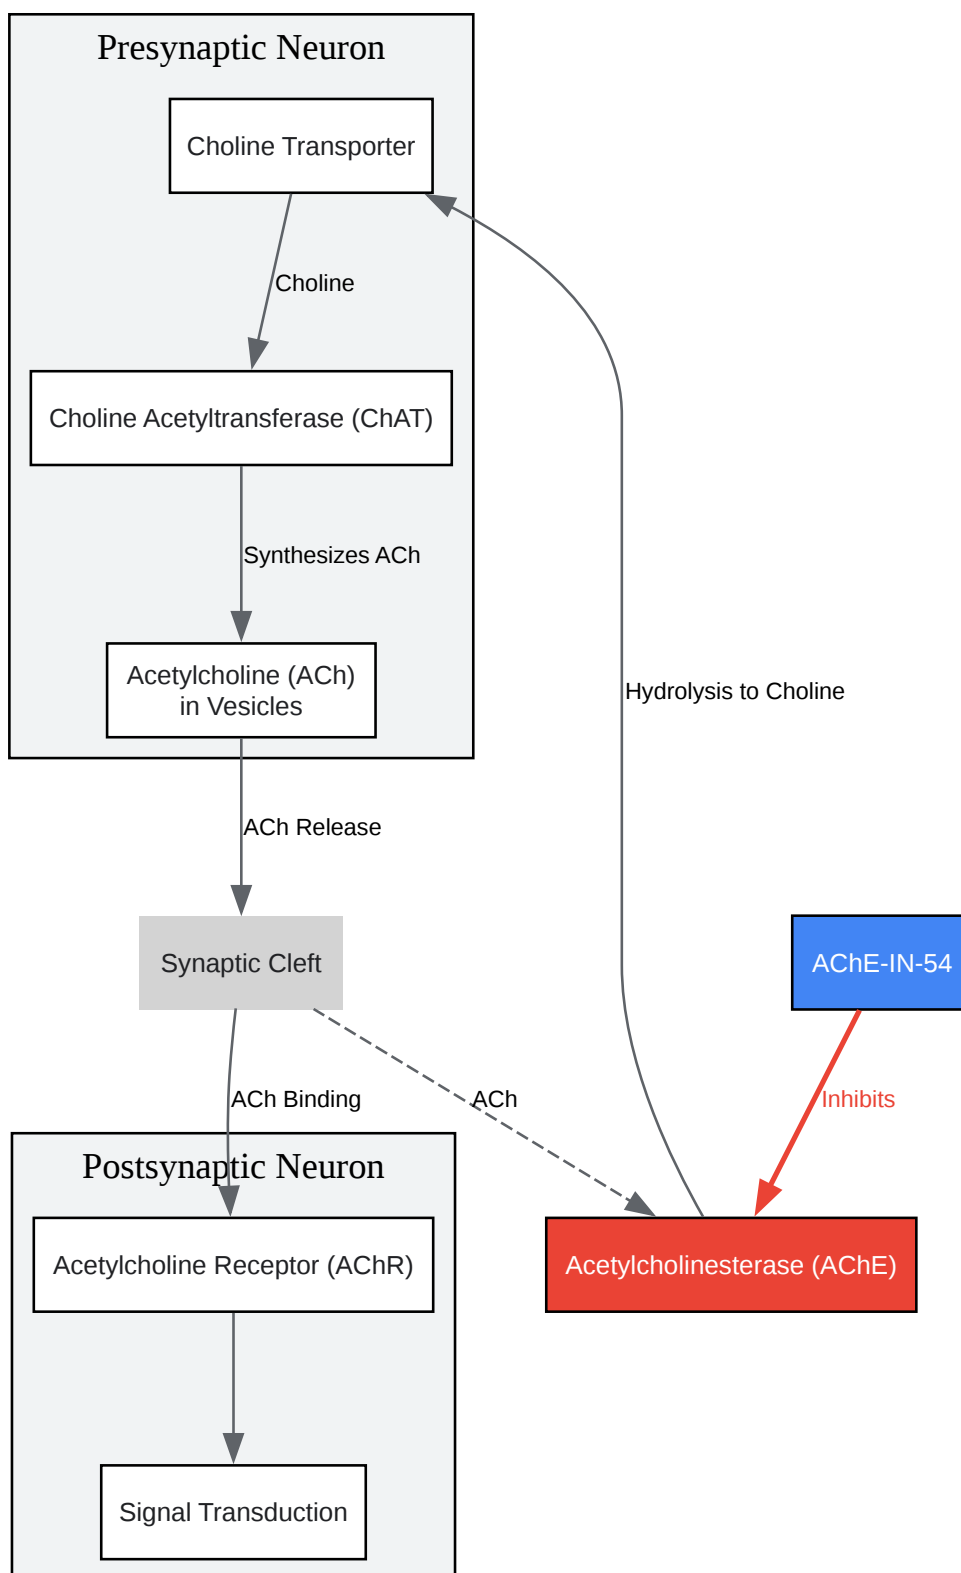 Presynaptic Neuron
Choline Transporter
Choline
Choline Acetyltransferase (ChAT)
Synthesizes ACh
Acetylcholine (ACh)
in Vesicles
Hydrolysis to Choline
ACh Release
Synaptic Cleft
AChE-IN-54
ACh Binding
ACh
Inhibits
Postsynaptic Neuron
Acetylcholine Receptor (AChR)
Acetylcholinesterase (AChE)
Signal Transduction